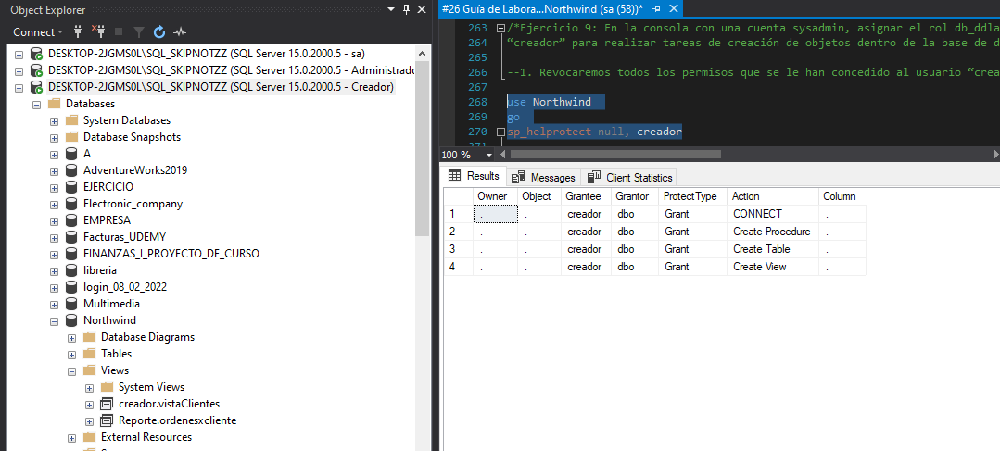 Object Explorer
Connect
DESKTOP-2JGMS0L\SQL_SKIPNOTZZ (SQL Server 15.0.2000.5 - sa)
DESKTOP-2JGMS0L\SQL_SKIPNOTZZ (SQL Server 15.0.2000.5 - Administrado
DESKTOP-2JGMS0L\SQL_SKIPNOTZZ (SQL Server 15.0.2000.5 - Creador)
Databases
System Databases
Database Snapshots
A
AdventureWorks2019
EJERCICIO
Electronic_company
EMPRESA
Facturas_UDEMY
FINANZAS_I_PROYECTO_DE_CURSO
libreria
login_08_02_2022
Multimedia
Northwind
Database Diagrams
Tables
Views
System Views
creador.vistaClientes
Reporte.ordenesxcliente
External Resources
#26 Guía de Labora...Northwind (sa (58))*
263 /*Ejercicio 9: En la consola con una cuenta sysadmin, asignar el rol db_ddla
264 “creador” para realizar tareas de creación de objetos dentro de la base de d
265
266 --1. Revocaremos todos los permisos que se le han concedido al usuario “crea
267
268 use Northwind
269 go
270 sp_helprotect null, creador
271
100 %
Results Messages Client Statistics
Owner Object Grantee Grantor ProtectType Action Column
1 . . creador dbo Grant CONNECT .
2 . . creador dbo Grant Create Procedure .
3 . . creador dbo Grant Create Table .
4 . . creador dbo Grant Create View .